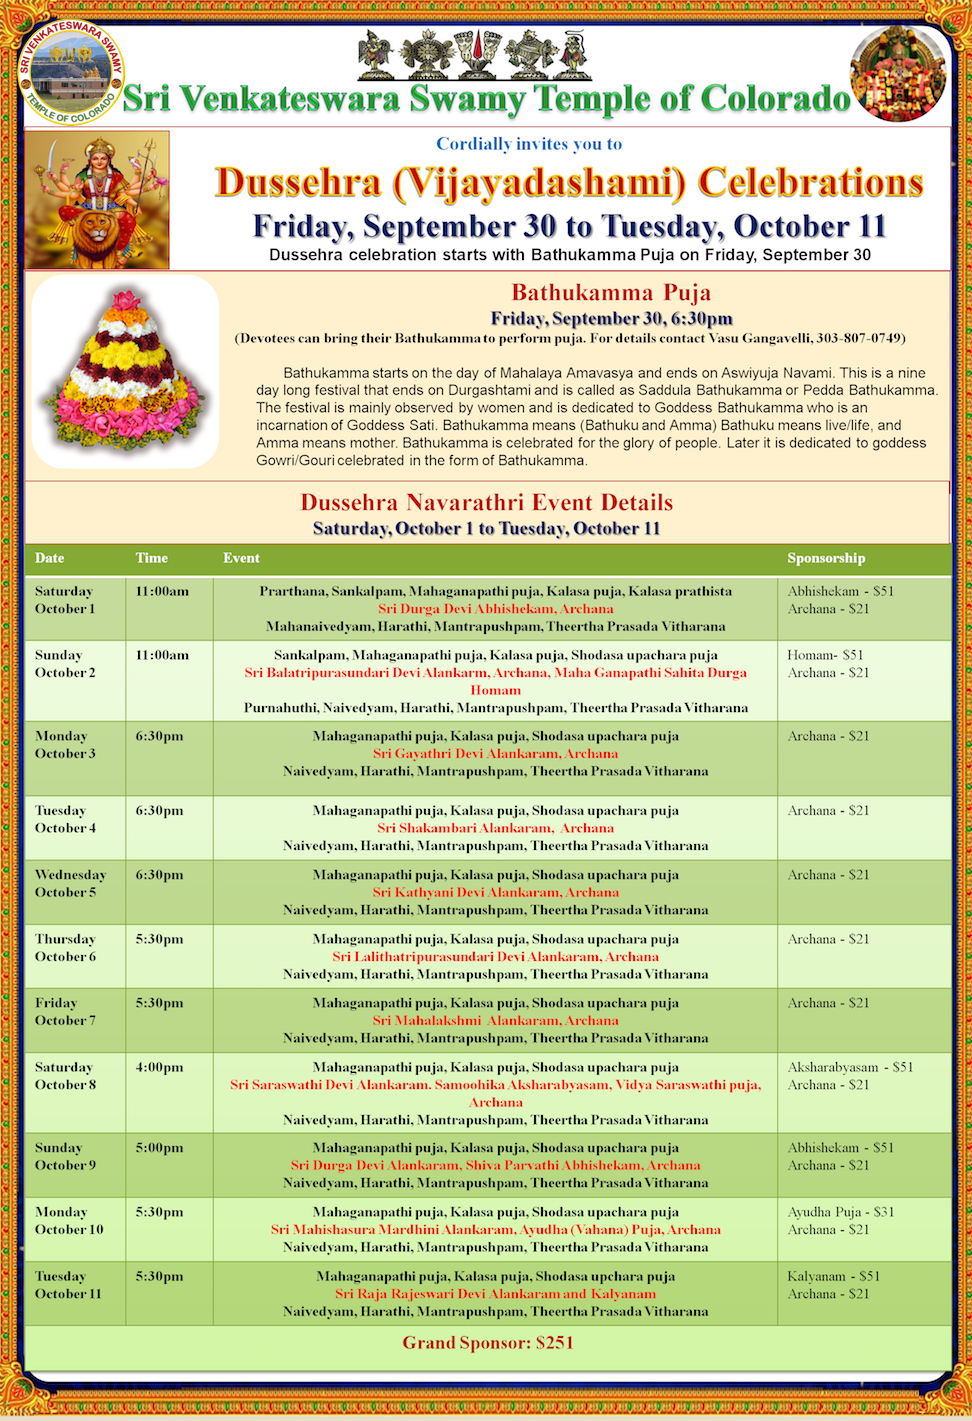 SRI VENKATESWARA SWAMY
TEMPLE OF COLORADO
Sri Venkateswara Swamy Temple of Colorado
Cordially invites you to
Dussehra (Vijayadashami) Celebrations
Friday, September 30 to Tuesday, October 11
Dussehra celebration starts with Bathukamma Puja on Friday, September 30
Bathukamma Puja
Friday, September 30, 6:30pm
(Devotees can bring their Bathukamma to perform puja. For details contact Vasu Gangavelli, 303-807-0749)
Bathukamma starts on the day of Mahalaya Amavasya and ends on Aswiyuja Navami. This is a nine
day long festival that ends on Durgashtami and is called as Saddula Bathukamma or Pedda Bathukamma.
The festival is mainly observed by women and is dedicated to Goddess Bathukamma who is an
incarnation of Goddess Sati. Bathukamma means (Bathuku and Amma) Bathuku means live/life, and
Amma means mother. Bathukamma is celebrated for the glory of people. Later it is dedicated to goddess
Gowri/Gouri celebrated in the form of Bathukamma.
Dussehra Navarathri Event Details
Saturday, October 1 to Tuesday, October 11
Date Time Event Sponsorship
Saturday 11:00am Prarthana, Sankalpam, Mahaganapathi puja, Kalasa puja, Kalasa prathista Abhishekam - $51
October 1 Sri Durga Devi Abhishekam, Archana Archana - $21
Mahanaivedyam, Harathi, Mantrapushpam, Theertha Prasada Vitharana
Sunday 11:00am Sankalpam, Mahaganapathi puja, Kalasa puja, Shodasa upachara puja Homam- $51
October 2 Sri Balatripurasundari Devi Alankarm, Archana, Maha Ganapathi Sahita Durga Archana - $21
Homam
Purnahuthi, Naivedyam, Harathi, Mantrapushpam, Theertha Prasada Vitharana
Monday 6:30pm Mahaganapathi puja, Kalasa puja, Shodasa upachara puja Archana - $21
October 3 Sri Gayathri Devi Alankaram, Archana
Naivedyam, Harathi, Mantrapushpam, Theertha Prasada Vitharana
Tuesday 6:30pm Mahaganapathi puja, Kalasa puja, Shodasa upachara puja Archana - $21
October 4 Sri Shakambari Alankaram, Archana
Naivedyam, Harathi, Mantrapushpam, Theertha Prasada Vitharana
Wednesday 6:30pm Mahaganapathi puja, Kalasa puja, Shodasa upachara puja Archana - $21
October 5 Sri Kathyani Devi Alankaram, Archana
Naivedyam, Harathi, Mantrapushpam, Theertha Prasada Vitharana
Thursday 5:30pm Mahaganapathi puja, Kalasa puja, Shodasa upachara puja Archana - $21
October 6 Sri Lalithatripurasundari Devi Alankaram, Archana
Naivedyam, Harathi, Mantrapushpam, Theertha Prasada Vitharana
Friday 5:30pm Mahaganapathi puja, Kalasa puja, Shodasa upachara puja Archana - $21
October 7 Sri Mahalakshmi Alankaram, Archana
Naivedyam, Harathi, Mantrapushpam, Theertha Prasada Vitharana
Saturday 4:00pm Mahaganapathi puja, Kalasa puja, Shodasa upachara puja Aksharabyasam - $51
October 8 Sri Saraswathi Devi Alankaram. Samoohika Aksharabyasam, Vidya Saraswathi puja, Archana - $21
Archana
Naivedyam, Harathi, Mantrapushpam, Theertha Prasada Vitharana
Sunday 5:00pm Mahaganapathi puja, Kalasa puja, Shodasa upachara puja Abhishekam - $51
October 9 Sri Durga Devi Alankaram, Shiva Parvathi Abhishekam, Archana Archana - $21
Naivedyam, Harathi, Mantrapushpam, Theertha Prasada Vitharana
Monday 5:30pm Mahaganapathi puja, Kalasa puja, Shodasa upachara puja Ayudha Puja - $31
October 10 Sri Mahishasura Mardhini Alankaram, Ayudha (Vahana) Puja, Archana Archana - $21
Naivedyam, Harathi, Mantrapushpam, Theertha Prasada Vitharana
Tuesday 5:30pm Mahaganapathi puja, Kalasa puja, Shodasa upchara puja Kalyanam - $51
October 11 Sri Raja Rajeswari Devi Alankaram and Kalyanam Archana - $21
Naivedyam, Harathi, Mantrapushpam, Theertha Prasada Vitharana
Grand Sponsor: $251